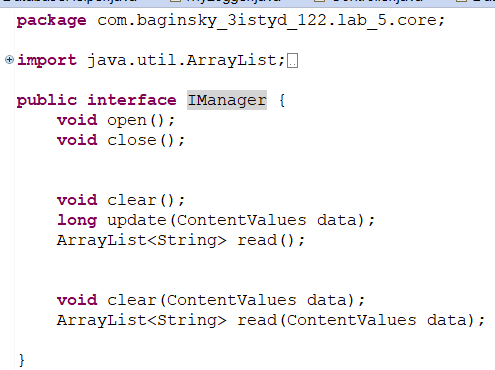 package com.baginsky_3istyd_122.lab_5.core;
import java.util.ArrayList;
public interface IManager {
void open();
void close();
void clear();
long update(ContentValues data);
ArrayList<String> read();
void clear(ContentValues data);
ArrayList<String> read(ContentValues data);
}